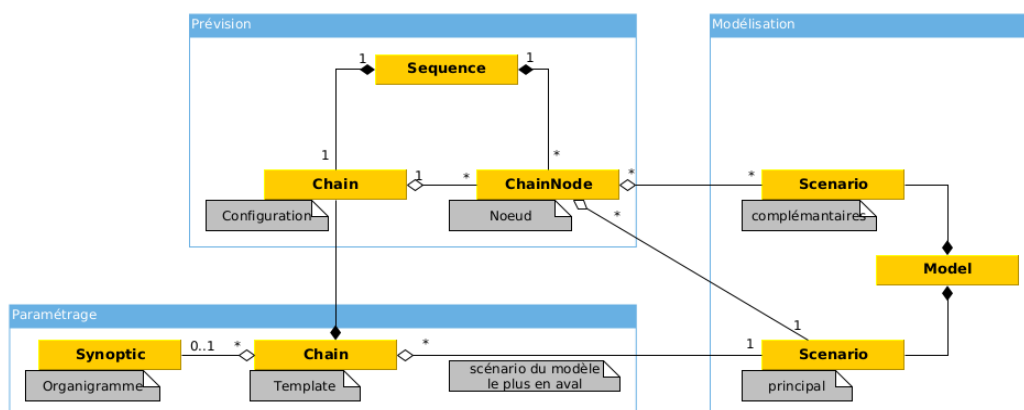 Prévision
Modélisation
1
1
Sequence
1
*
Chain
1
*
ChainNode
*
*
Scenario
Configuration
Noeud
*
complémantaires
Model
Paramétrage
1
Synoptic
0..1
*
Chain
*
1
Scenario
scénario du modèle
le plus en aval
Organigramme
Template
principal